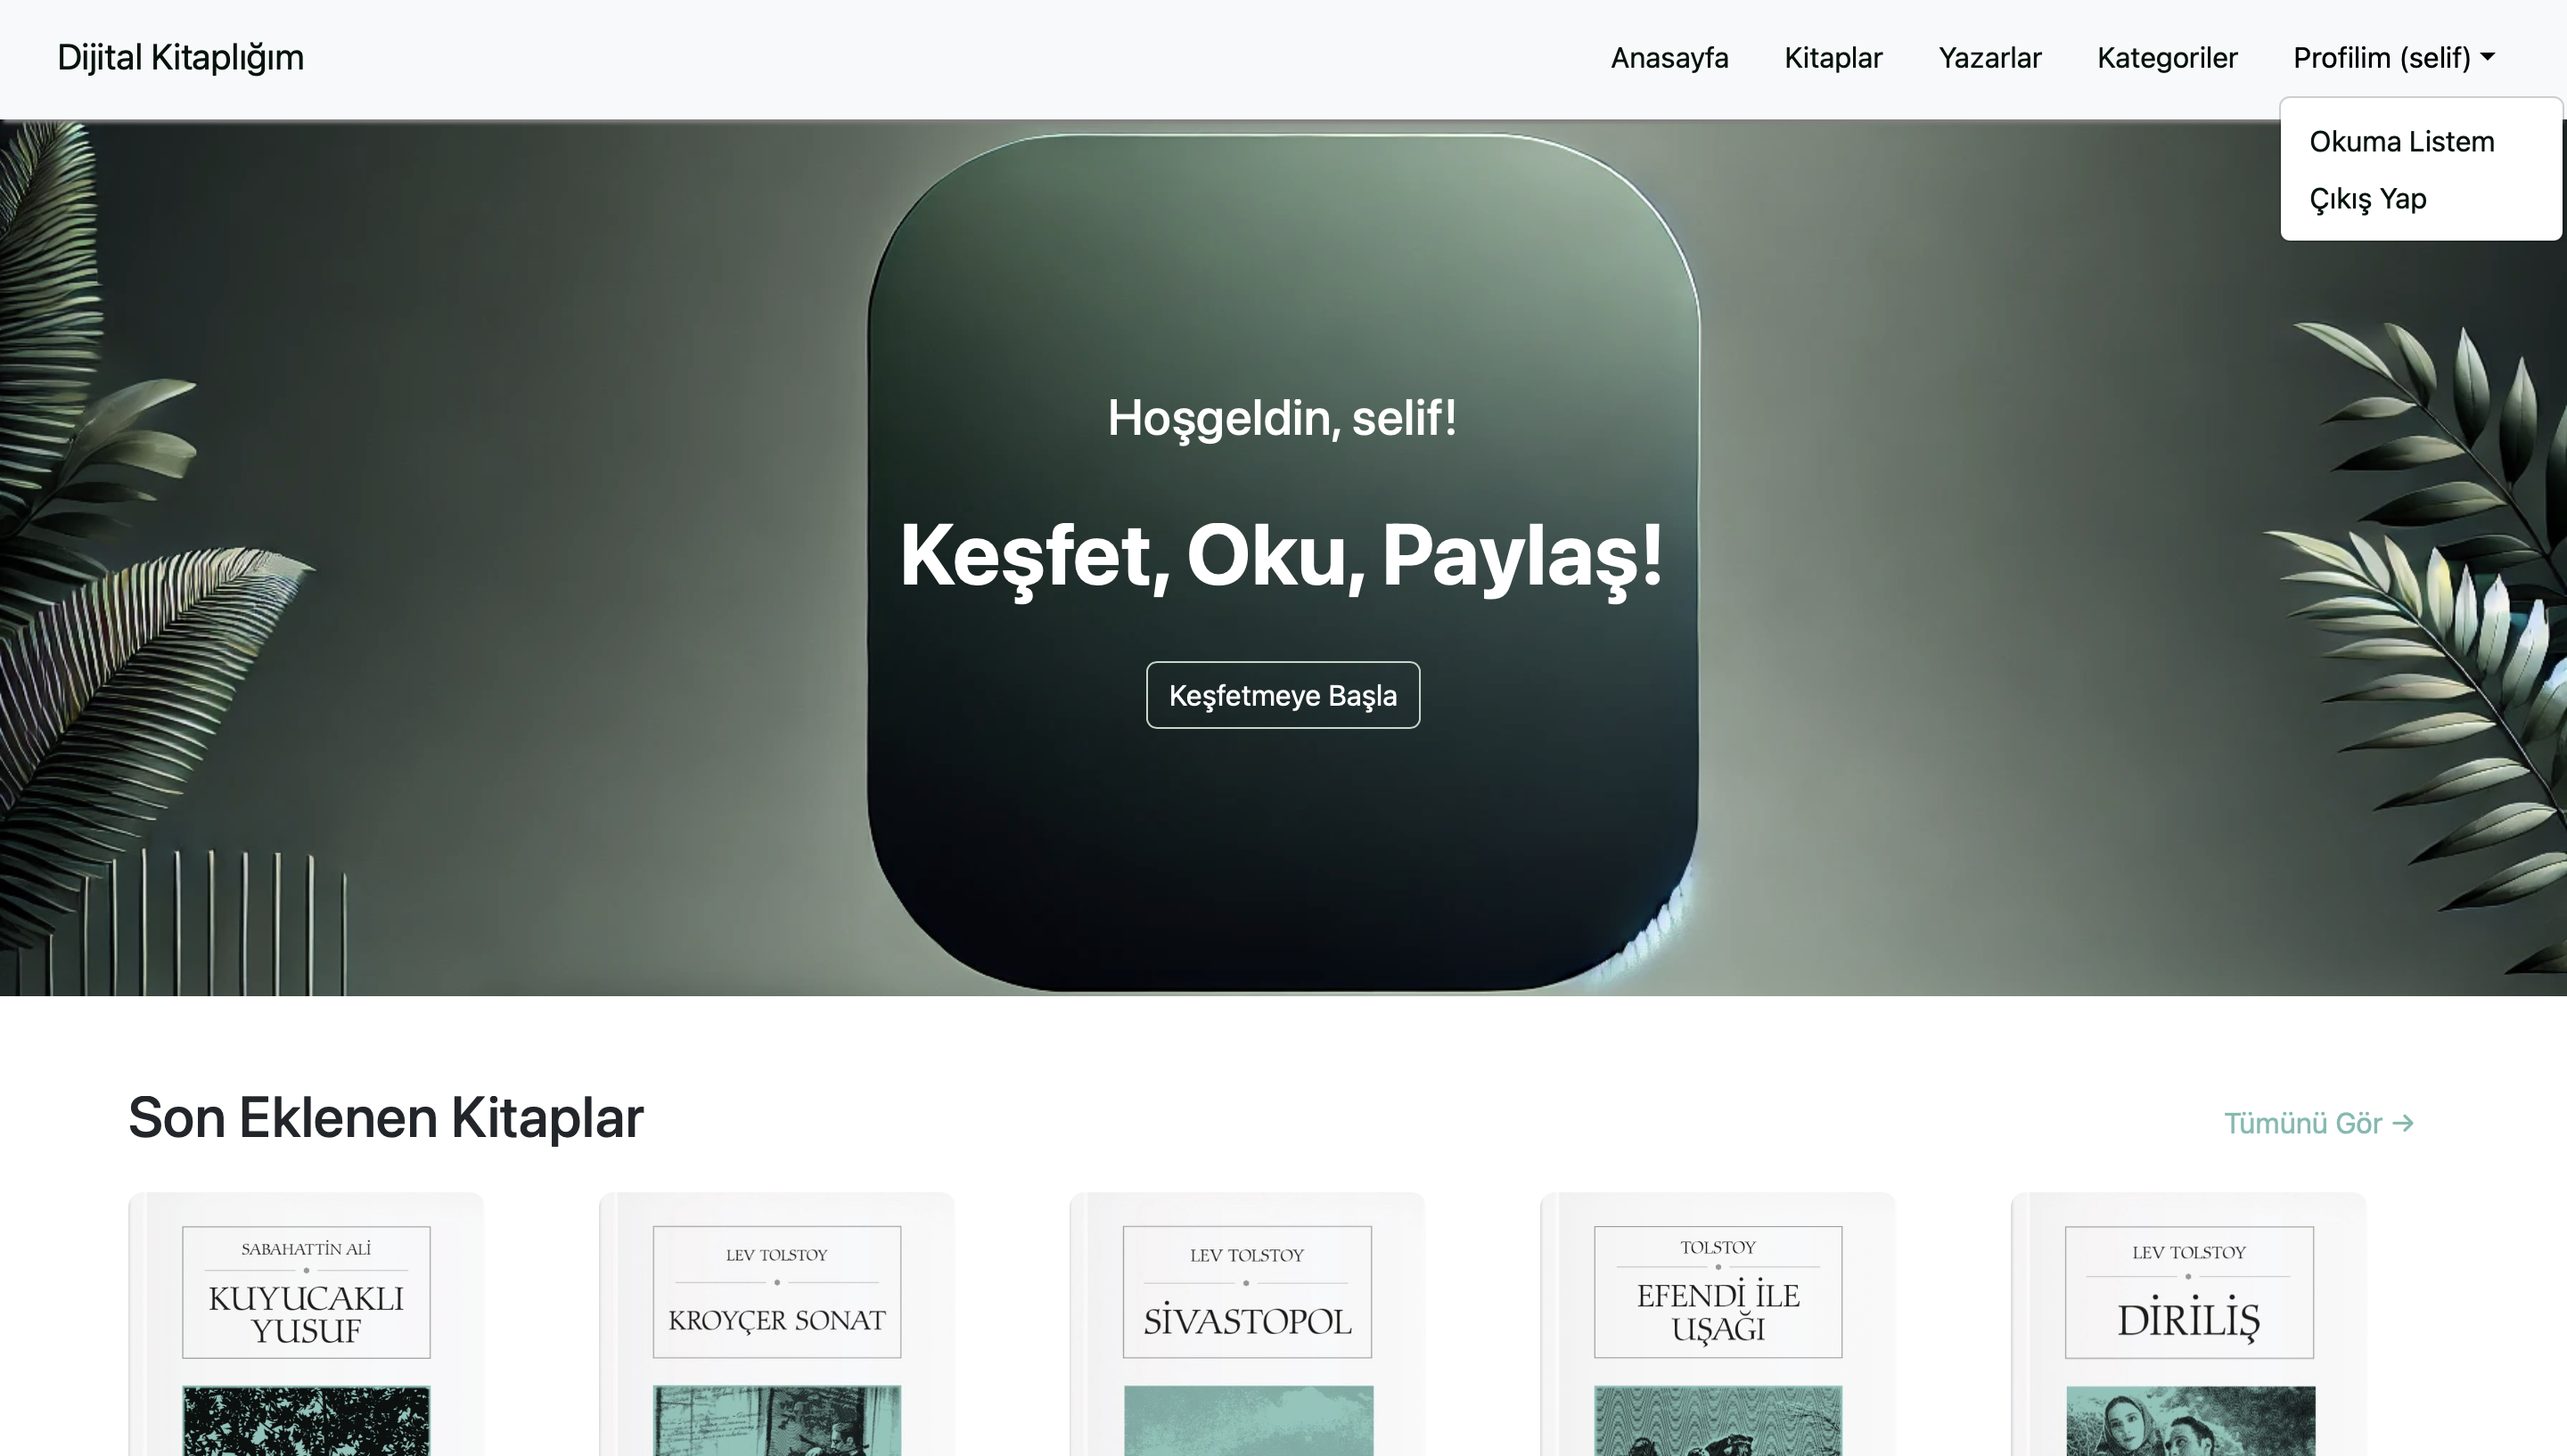 Dijital Kitaplığım
Anasayfa
Kitaplar
Yazarlar
Kategoriler
Profilim (selif)
Okuma Listem
Çıkış Yap
Hoşgeldin, selif!
Keşfet, Oku, Paylaş!
Keşfetmeye Başla
Son Eklenen Kitaplar
Tümünü Gör →
SABAHATTİN ALİ
KUYUCAKLI
YUSUF
LEV TOLSTOY
KROYÇER SONAT
LEV TOLSTOY
SİVASTOPOL
TOLSTOY
EFENDİ İLE
UŞAĞI
LEV TOLSTOY
DİRİLİŞ